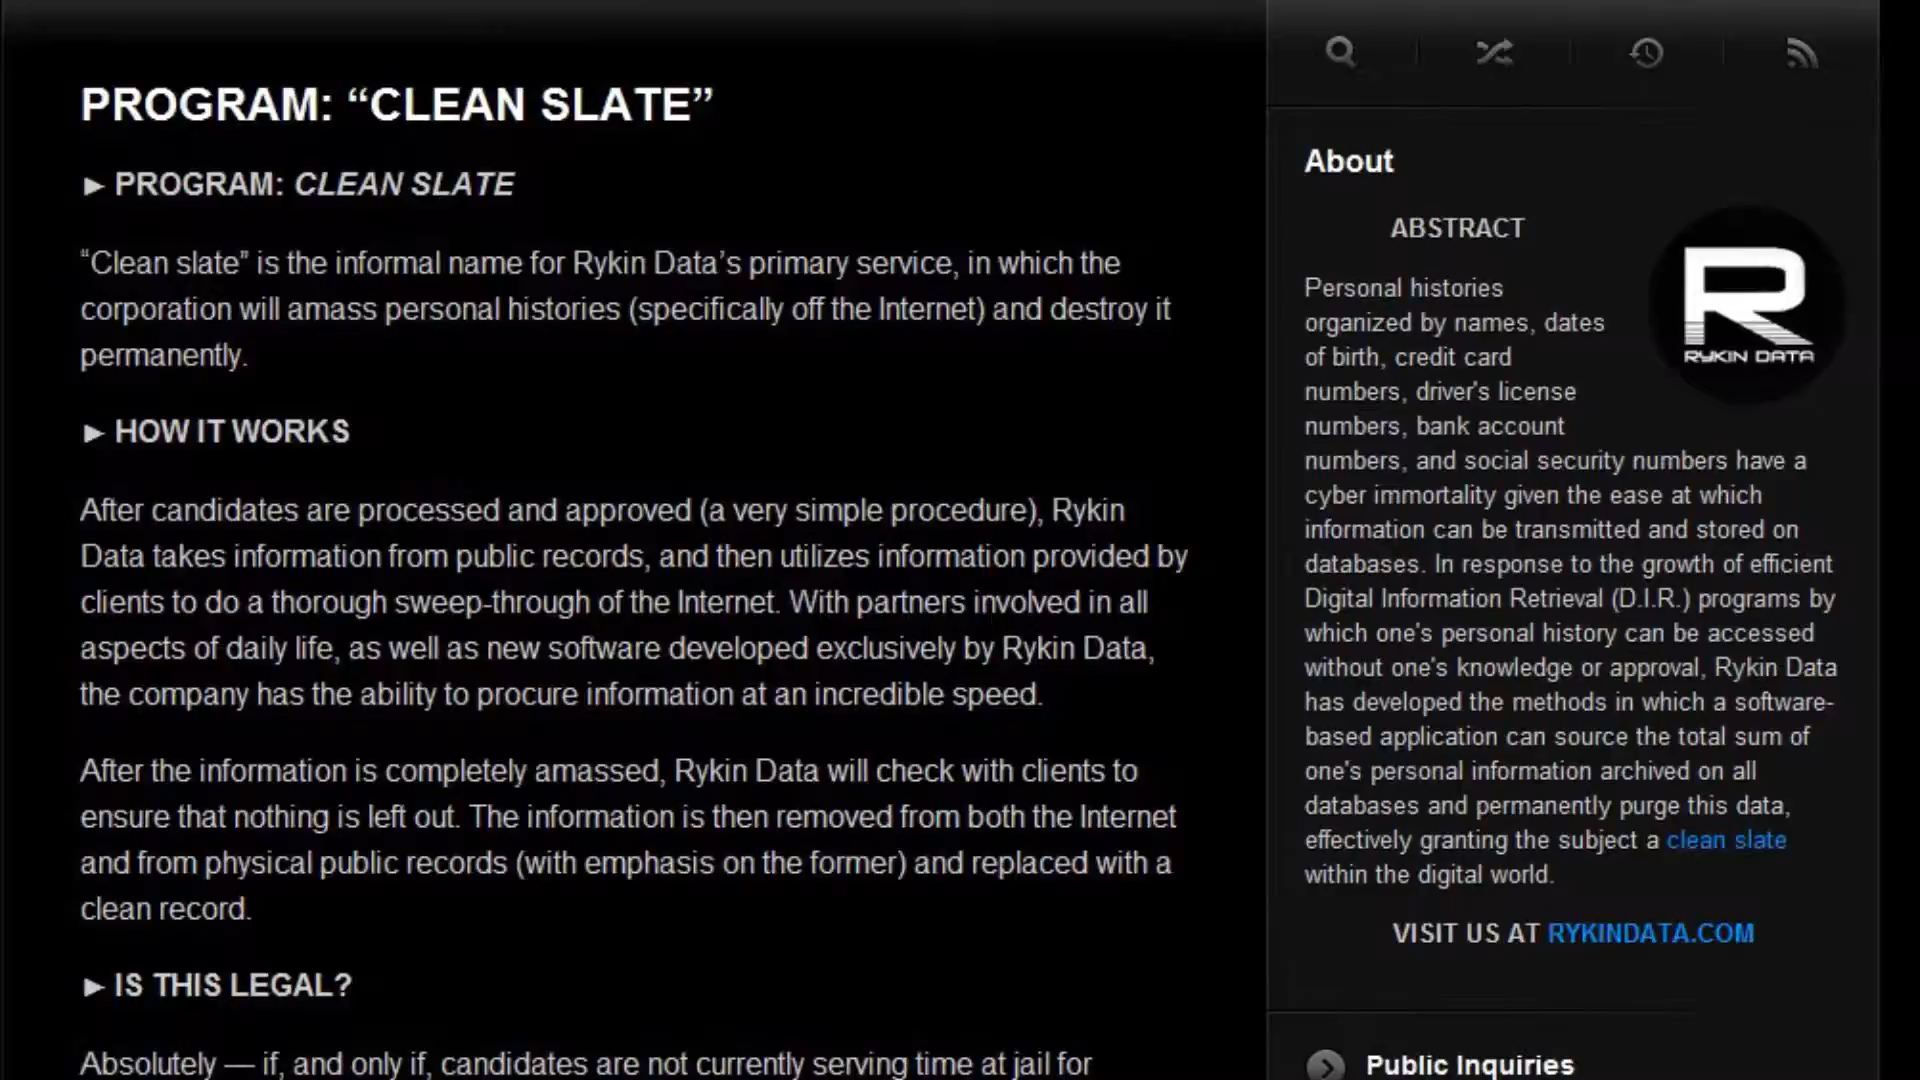 PROGRAM: “CLEAN SLATE”
► PROGRAM: CLEAN SLATE
“Clean slate” is the informal name for Rykin Data’s primary service, in which the
corporation will amass personal histories (specifically off the Internet) and destroy it
permanently.
► HOW IT WORKS
After candidates are processed and approved (a very simple procedure), Rykin
Data takes information from public records, and then utilizes information provided by
clients to do a thorough sweep-through of the Internet. With partners involved in all
aspects of daily life, as well as new software developed exclusively by Rykin Data,
the company has the ability to procure information at an incredible speed.
After the information is completely amassed, Rykin Data will check with clients to
ensure that nothing is left out. The information is then removed from both the Internet
and from physical public records (with emphasis on the former) and replaced with a
clean record.
► IS THIS LEGAL?
Absolutely — if, and only if, candidates are not currently serving time at jail for
About
ABSTRACT
R
RYKIN DATA
Personal histories
organized by names, dates
of birth, credit card
numbers, driver's license
numbers, bank account
numbers, and social security numbers have a
cyber immortality given the ease at which
information can be transmitted and stored on
databases. In response to the growth of efficient
Digital Information Retrieval (D.I.R.) programs by
which one's personal history can be accessed
without one's knowledge or approval, Rykin Data
has developed the methods in which a software-
based application can source the total sum of
one's personal information archived on all
databases and permanently purge this data,
effectively granting the subject a clean slate
within the digital world.
VISIT US AT RYKINDATA.COM
Public Inquiries